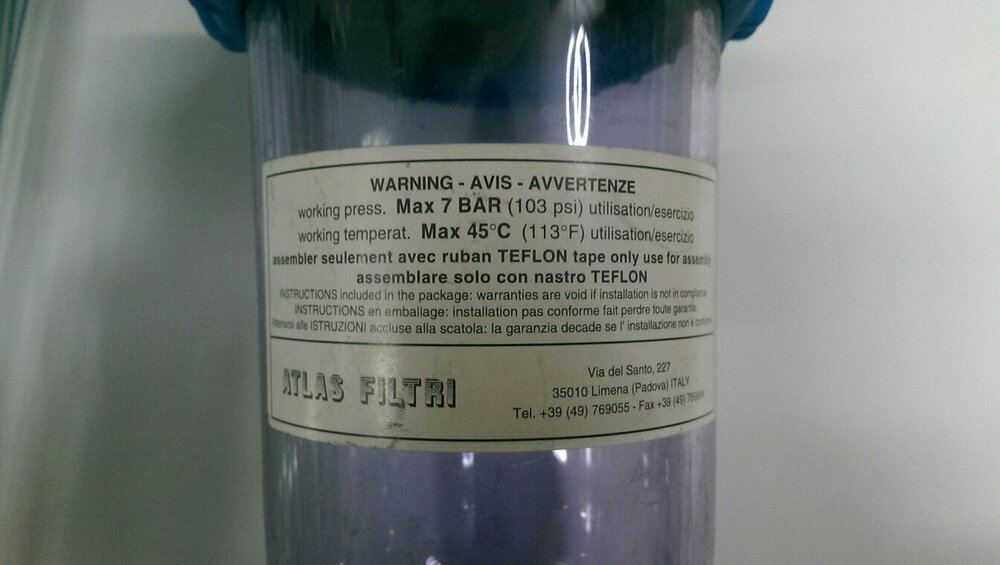 WARNING - AVIS - AVVERTENZE
working press. Max 7 BAR (103 psi) utilisation/esercizio
working temperat. Max 45°C (113°F) utilisation/esercizio
assembler seulement avec ruban TEFLON tape only use for assembly
assemblare solo con nastro TEFLON
INSTRUCTIONS included in the package: warranties are void if installation is not in compliance
INSTRUCTIONS en emballage: installation pas conforme fait perdre toute garantie.
Attenersi alle ISTRUZIONI accluse alla scatola: la garanzia decade se l' installazione non è conforme
ATLAS FILTRI
Via del Santo, 227
35010 Limena (Padova) ITALY
Tel. +39 (49) 769055 - Fax +39 (49)